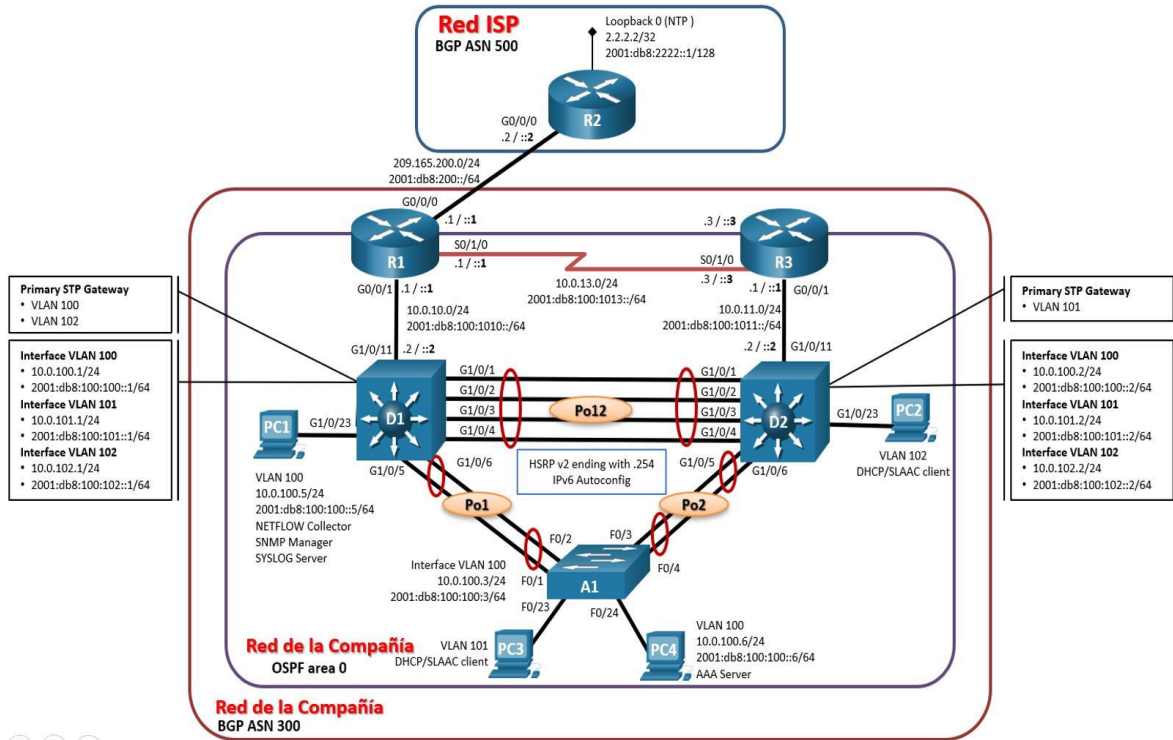 Red ISP
BGP ASN 500
Loopback 0 (NTP )
2.2.2.2/32
2001:db8:2222::1/128
R2
G0/0/0
.2 / ::2
209.165.200.0/24
2001:db8:200::/64
G0/0/0
.1 / ::1
R1
S0/1/0
.1 / ::1
G0/0/1
.1 / ::1
10.0.13.0/24
2001:db8:100:1013::/64
.3 / ::3
R3
S0/1/0
.3 / ::3
.1 / ::1
G0/0/1
10.0.10.0/24
2001:db8:100:1010::/64
.2 / ::2
G1/0/11
10.0.11.0/24
2001:db8:100:1011::/64
.2 / ::2
G1/0/11
Primary STP Gateway
• VLAN 100
• VLAN 102
Interface VLAN 100
• 10.0.100.1/24
• 2001:db8:100:100::1/64
Interface VLAN 101
• 10.0.101.1/24
• 2001:db8:100:101::1/64
Interface VLAN 102
• 10.0.102.1/24
• 2001:db8:100:102::1/64
Primary STP Gateway
• VLAN 101
Interface VLAN 100
• 10.0.100.2/24
• 2001:db8:100:100::2/64
Interface VLAN 101
• 10.0.101.2/24
• 2001:db8:100:101::2/64
Interface VLAN 102
• 10.0.102.2/24
• 2001:db8:100:102::2/64
D1
G1/0/1
G1/0/2
G1/0/3
G1/0/4
Po12
G1/0/1
G1/0/2
G1/0/3
G1/0/4
D2
PC1
G1/0/23
VLAN 100
10.0.100.5/24
2001:db8:100:100::5/64
NETFLOW Collector
SNMP Manager
SYSLOG Server
G1/0/23
PC2
VLAN 102
DHCP/SLAAC client
G1/0/5
G1/0/6
HSRP v2 ending with .254
IPv6 Autoconfig
G1/0/5
G1/0/6
Po1
Po2
F0/2
F0/1
F0/3
F0/4
Interface VLAN 100
10.0.100.3/24
2001:db8:100:100:3/64
A1
F0/23
F0/24
VLAN 101
DHCP/SLAAC client
PC3
PC4
VLAN 100
10.0.100.6/24
2001:db8:100:100::6/64
AAA Server
Red de la Compañía
OSPF area 0
Red de la Compañía
BGP ASN 300